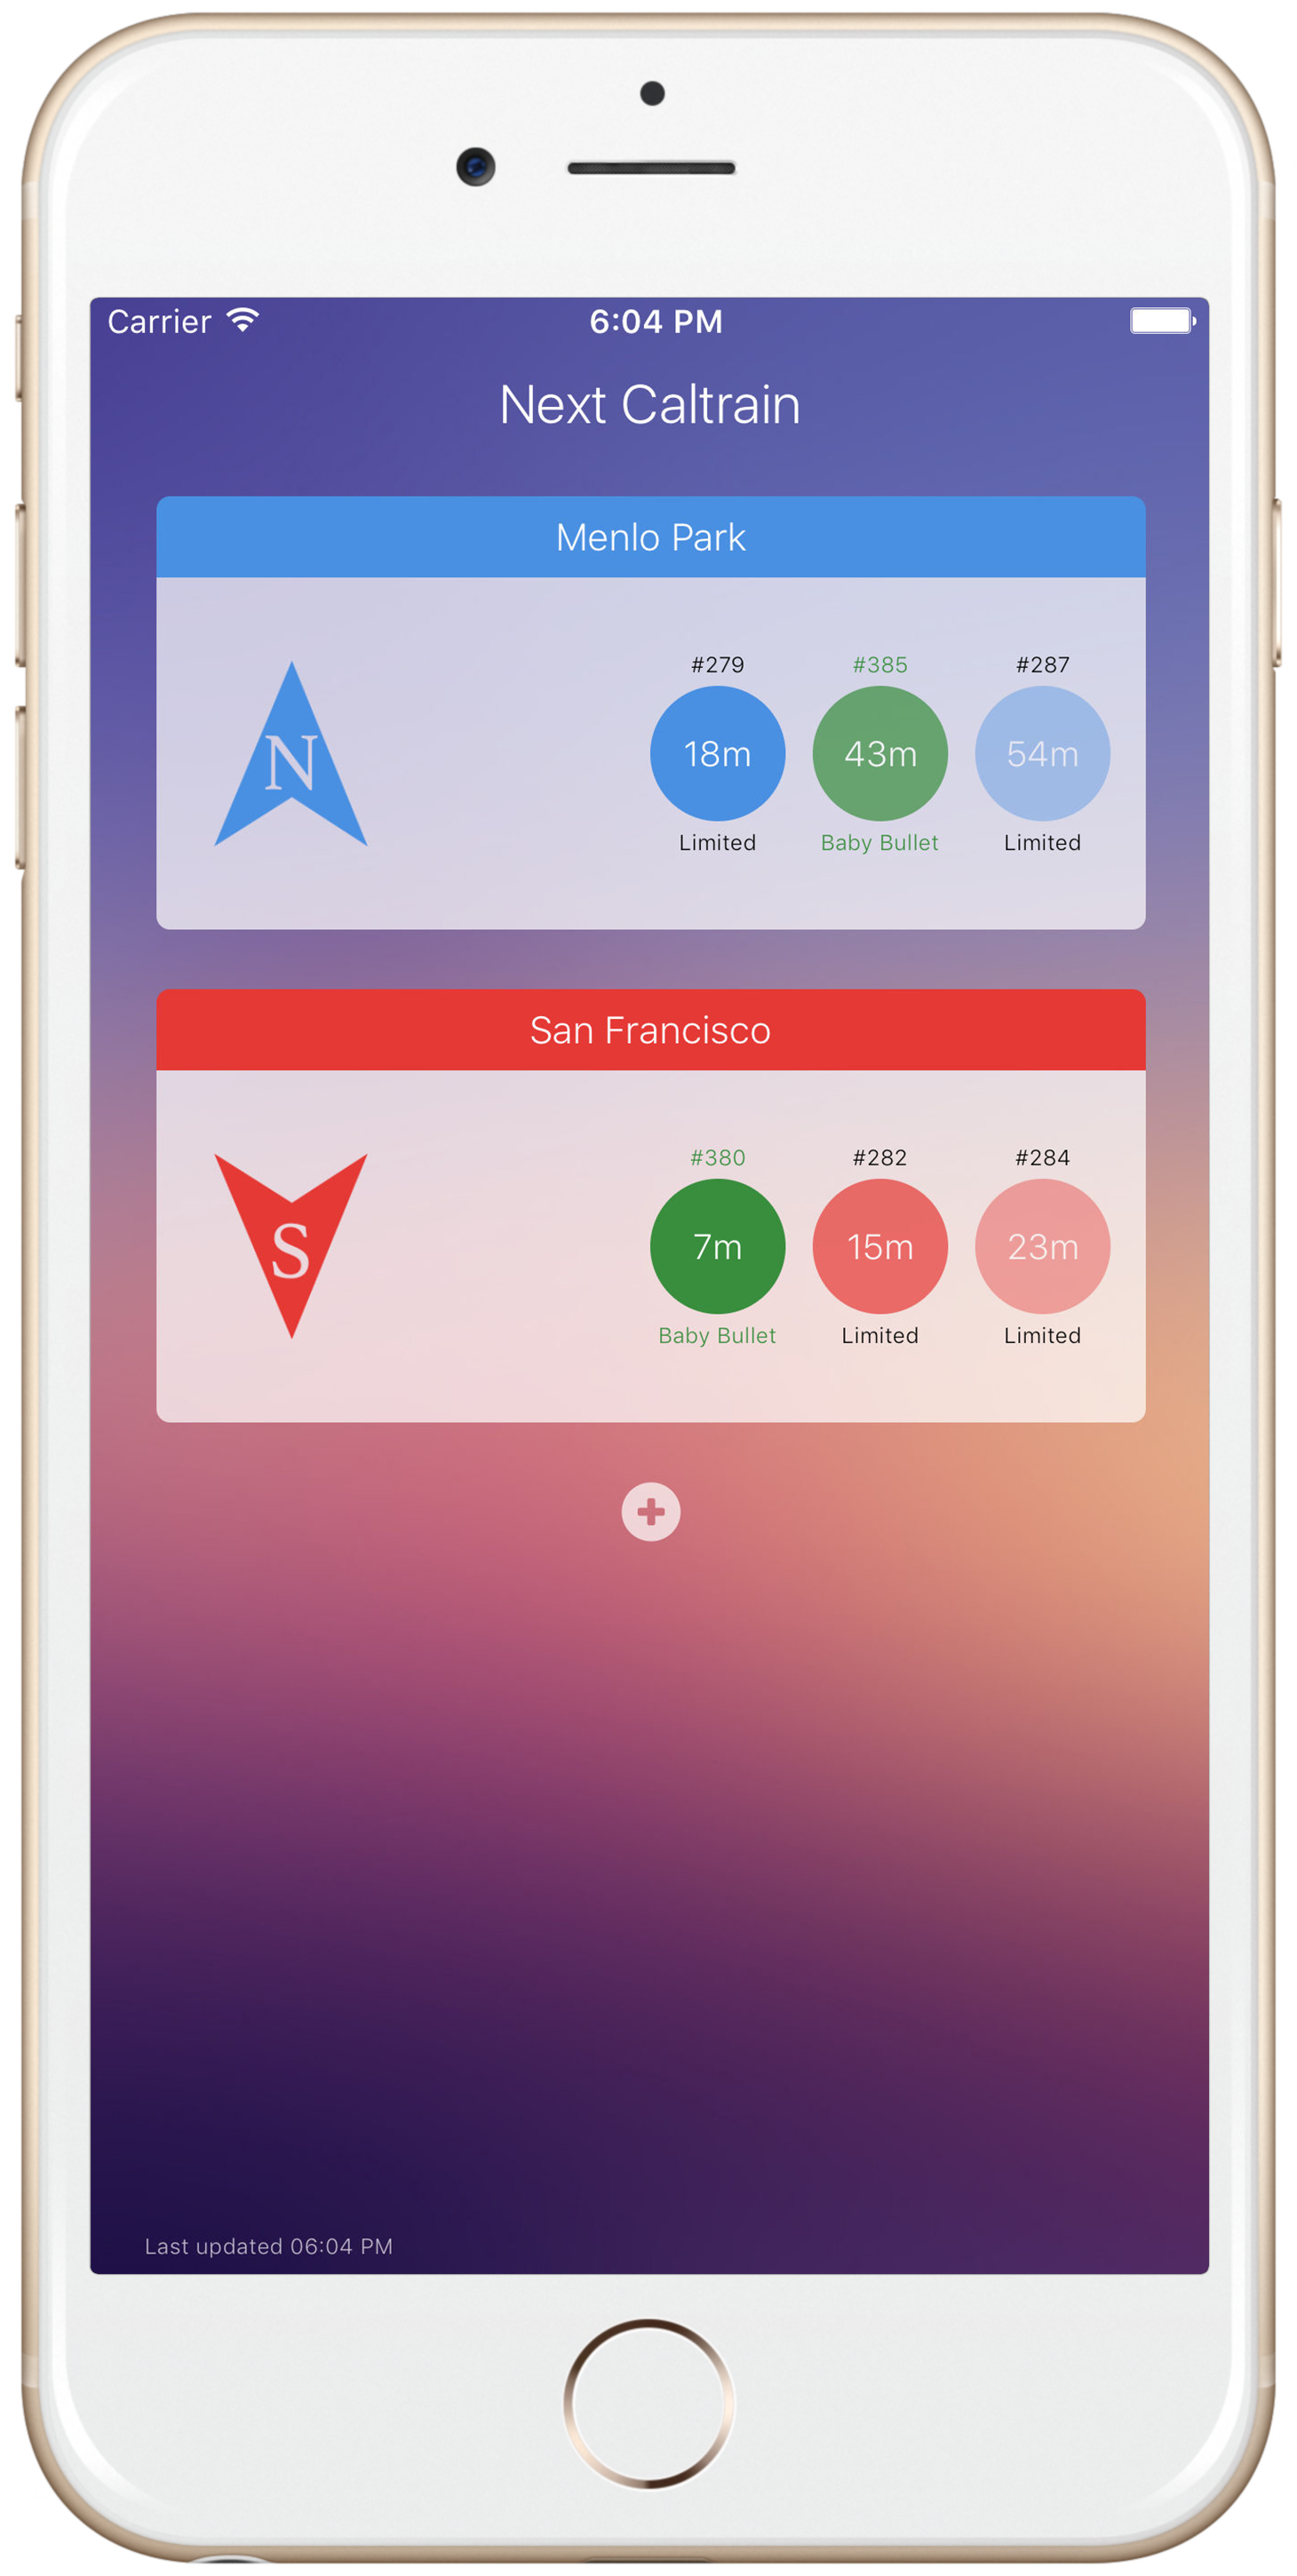 Carrier 6:04 PM
Next Caltrain
Menlo Park
N
#279 #385 #287
18m 43m 54m
Limited Baby Bullet Limited
San Francisco
S
#380 #282 #284
7m 15m 23m
Baby Bullet Limited Limited
Last updated 06:04 PM